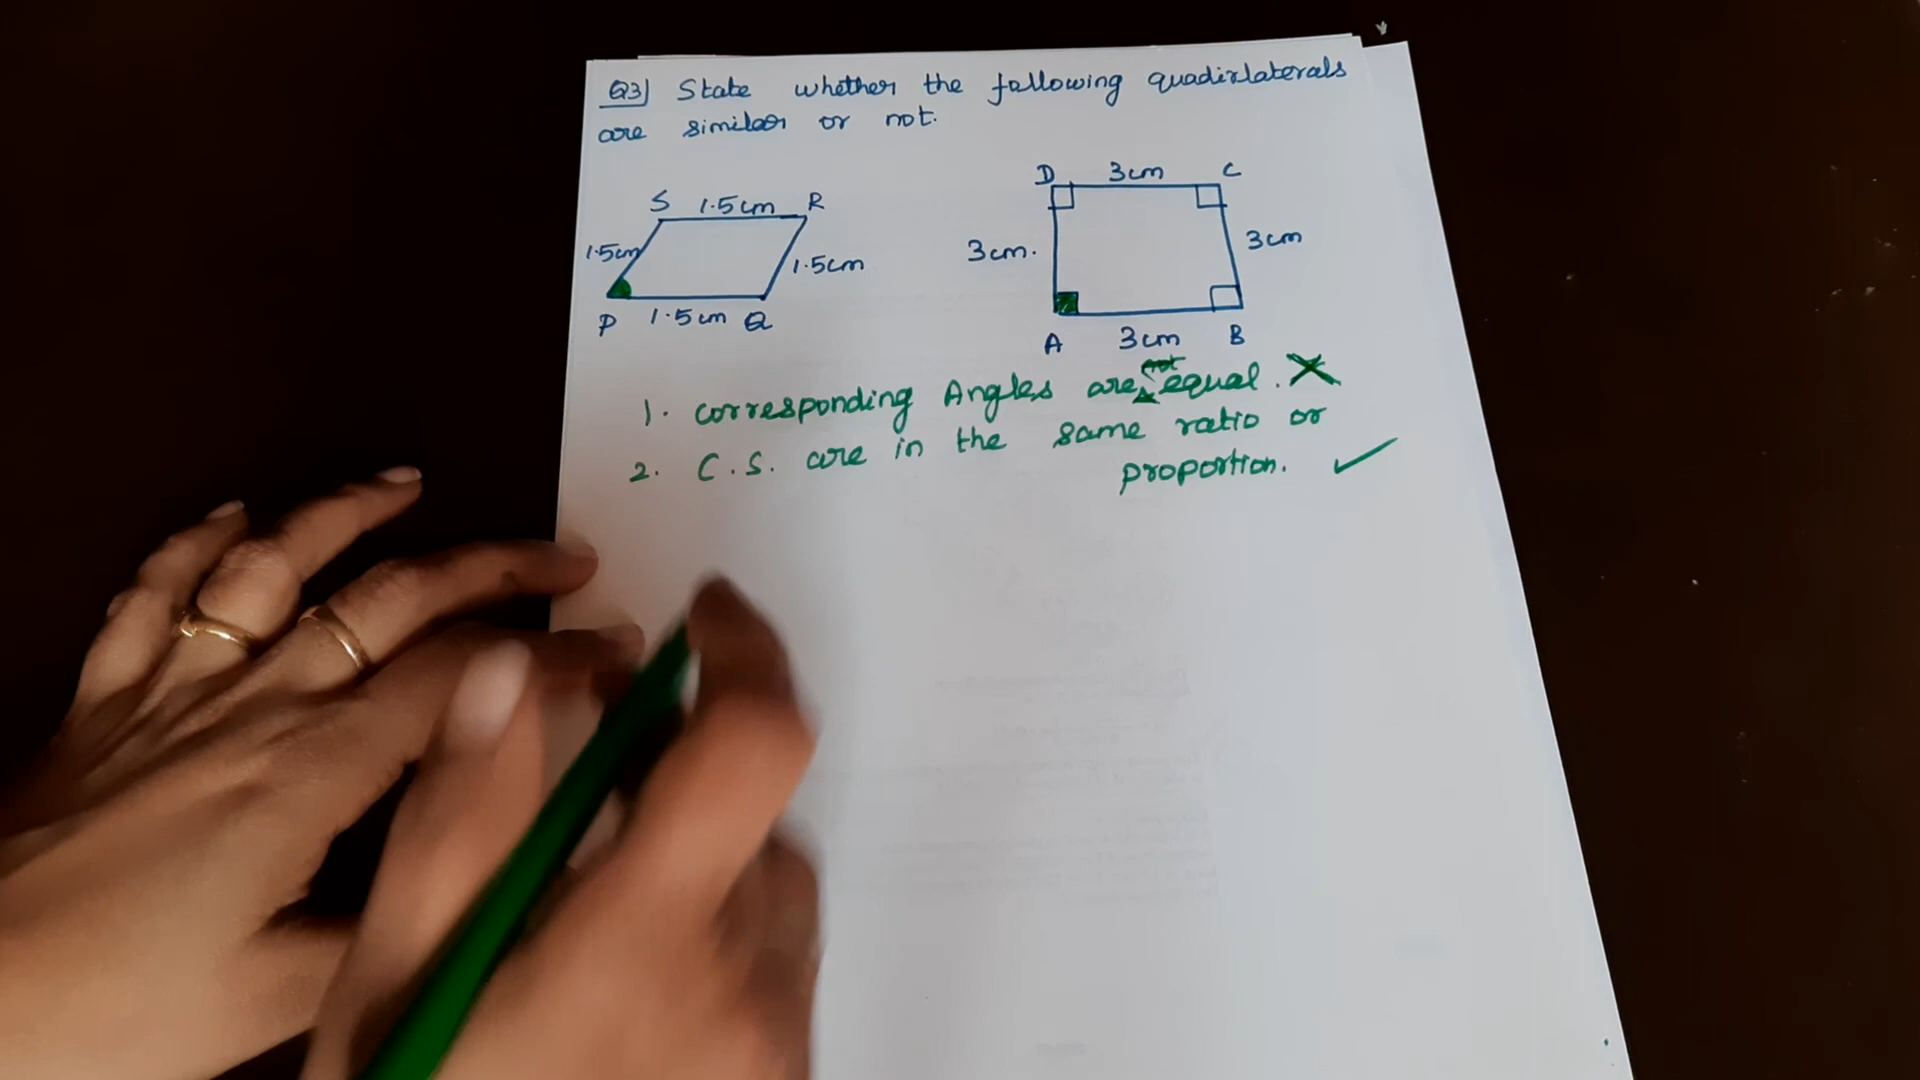 Q3) State whether the following quadirlaterals
are similar or not.
S 1.5cm R
1.5cm
1.5cm
P 1.5cm Q
D 3cm C
3cm.
3cm
A 3cm B
not
1. corresponding Angles are equal. X
2. C.S. are in the same ratio or
proportion. ✓